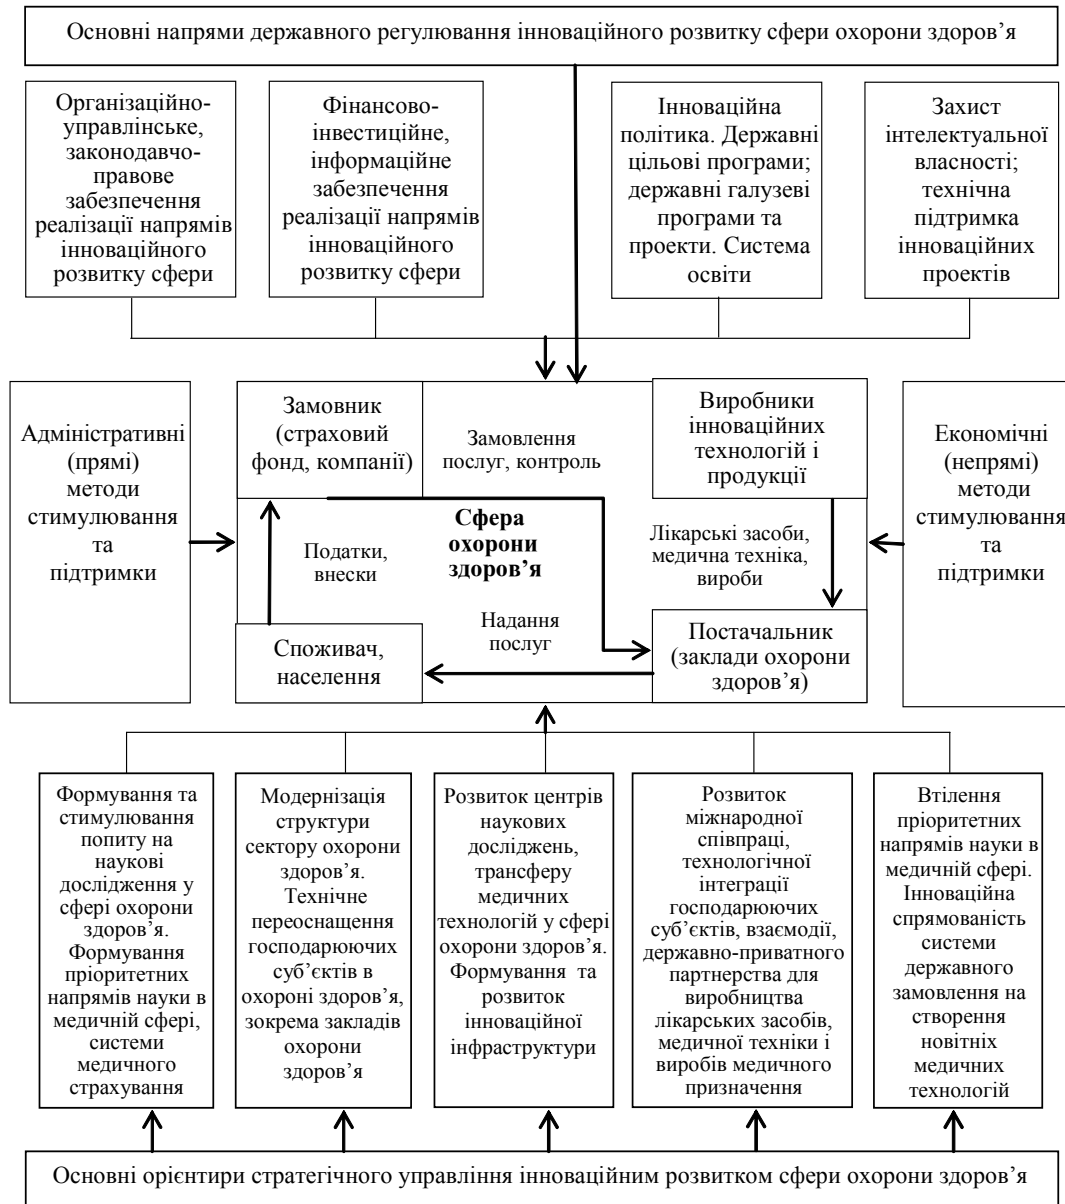 Основні напрями державного регулювання інноваційного розвитку сфери охорони здоров’я
Організаційно-
управлінське,
законодавчо-
правове
забезпечення
реалізації напрямів
інноваційного
розвитку сфери
Фінансово-
інвестиційне,
інформаційне
забезпечення
реалізації напрямів
інноваційного
розвитку сфери
Інноваційна
політика. Державні
цільові програми;
державні галузеві
програми та
проекти. Система
освіти
Захист
інтелектуальної
власності;
технічна
підтримка
інноваційних
проектів
Адміністративні
(прямі)
методи
стимулювання
та
підтримки
Замовник
(страховий
фонд, компанії)
Замовлення
послуг, контроль
Виробники
інноваційних
технологій і
продукції
Економічні
(непрямі)
методи
стимулювання
та
підтримки
Сфера
охорони
здоров’я
Податки,
внески
Лікарські засоби,
медична техніка,
вироби
Надання
послуг
Споживач,
населення
Постачальник
(заклади охорони
здоров’я)
Формування та
стимулювання
попиту на
наукові
дослідження у
сфері охорони
здоров’я.
Формування
пріоритетних
напрямів науки в
медичній сфері,
системи
медичного
страхування
Модернізація
структури
сектору охорони
здоров’я.
Технічне
переоснащення
господарюючих
суб’єктів в
охороні здоров’я,
зокрема закладів
охорони
здоров’я
Розвиток центрів
наукових
досліджень,
трансферу
медичних
технологій у сфері
охорони здоров’я.
Формування та
розвиток
інноваційної
інфраструктури
Розвиток
міжнародної
співпраці,
технологічної
інтеграції
господарюючих
суб’єктів, взаємодії,
державно-приватного
партнерства для
виробництва
лікарських засобів,
медичної техніки і
виробів медичного
призначення
Втілення
пріоритетних
напрямів науки в
медичній сфері.
Інноваційна
спрямованість
системи
державного
замовлення на
створення
новітніх
медичних
технологій
Основні орієнтири стратегічного управління інноваційним розвитком сфери охорони здоров’я